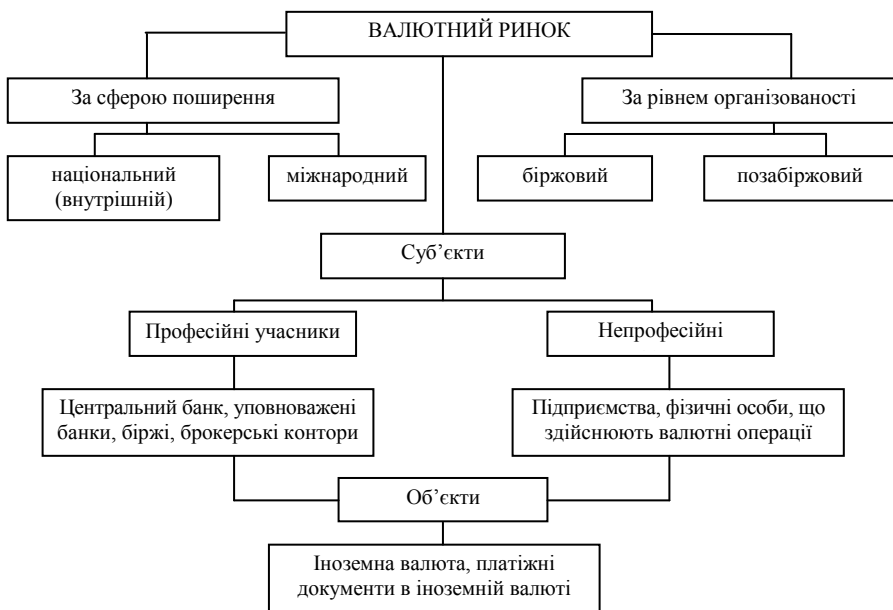 ВАЛЮТНИЙ РИНОК
За сферою поширення
За рівнем організованості
національний
(внутрішній)
міжнародний
біржовий
позабіржовий
Суб’єкти
Професійні учасники
Непрофесійні
Центральний банк, уповноважені
банки, біржі, брокерські контори
Підприємства, фізичні особи, що
здійснюють валютні операції
Об’єкти
Іноземна валюта, платіжні
документи в іноземній валюті